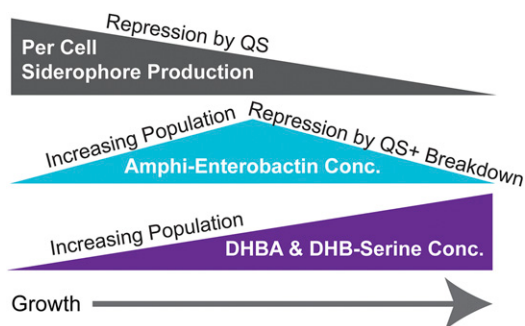 Repression by QS
Per Cell
Siderophore Production
Increasing Population
Repression by QS+ Breakdown
Amphi-Enterobactin Conc.
Increasing Population
DHBA & DHB-Serine Conc.
Growth